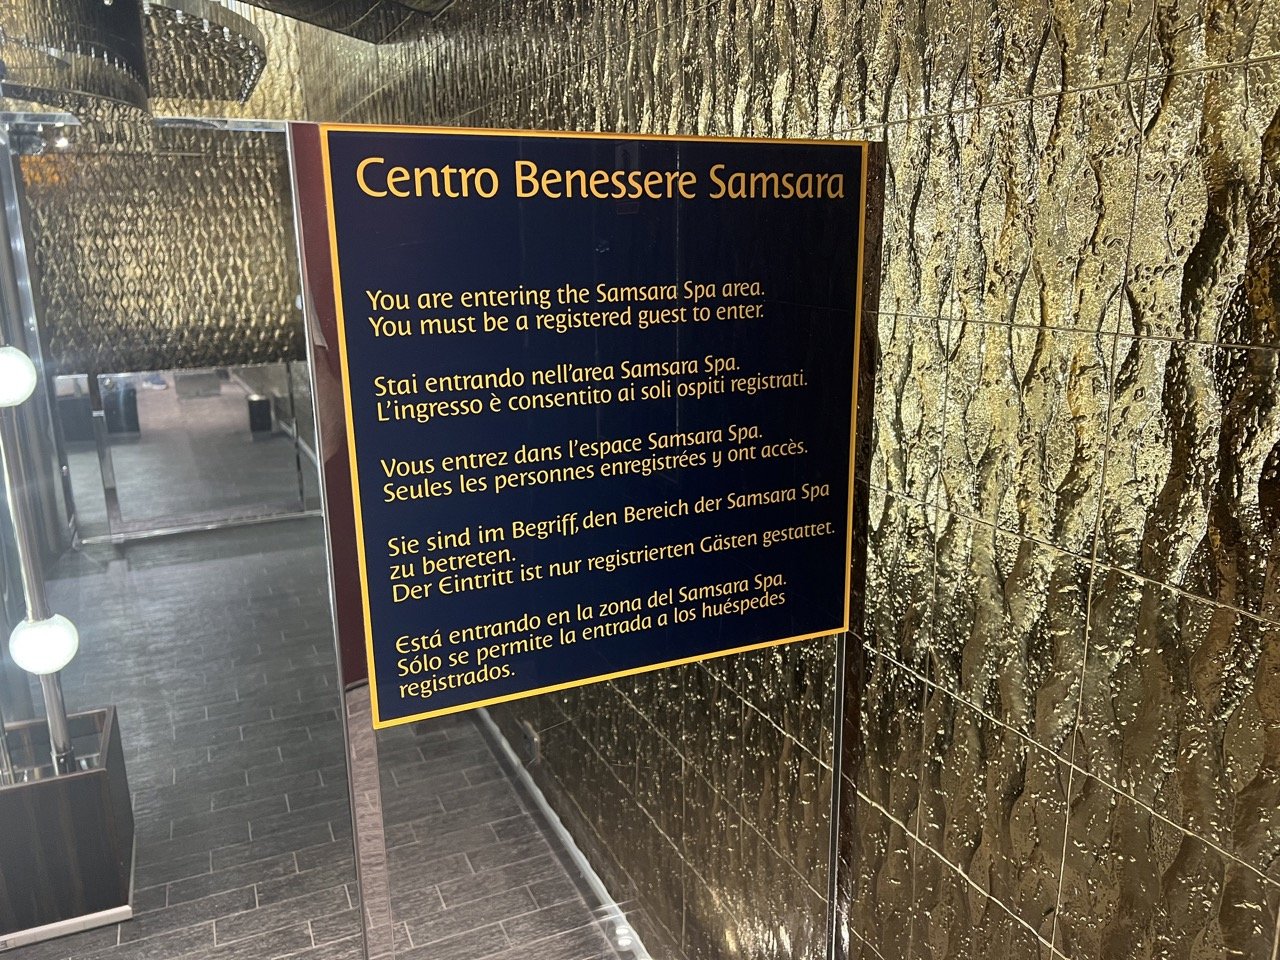 Centro Benessere Samsara
You are entering the Samsara Spa area.
You must be a registered guest to enter.
Stai entrando nell'area Samsara Spa.
L'ingresso è consentito ai soli ospiti registrati.
Vous entrez dans l'espace Samsara Spa.
Seules les personnes enregistrées y ont accès.
Sie sind im Begriff, den Bereich der Samsara Spa
zu betreten.
Der Eintritt ist nur registrierten Gästen gestattet.
Está entrando en la zona del Samsara Spa.
Sólo se permite la entrada a los huéspedes
registrados.